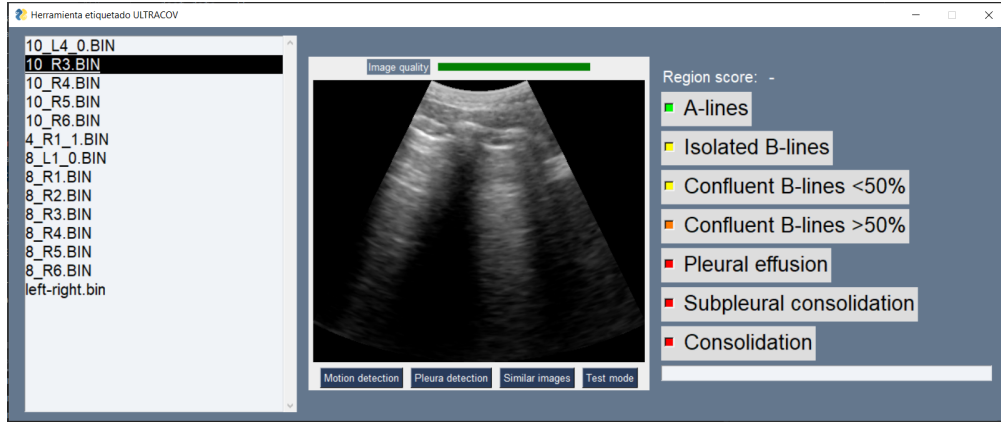 Herramienta etiquetado ULTRACOV
10_L4_0.BIN
10_R3.BIN
10_R4.BIN
10_R5.BIN
10_R6.BIN
4_R1_1.BIN
8_L1_0.BIN
8_R1.BIN
8_R2.BIN
8_R3.BIN
8_R4.BIN
8_R5.BIN
8_R6.BIN
left-right.bin
Image quality
Motion detection
Pleura detection
Similar images
Test mode
Region score: -
A-lines
Isolated B-lines
Confluent B-lines <50%
Confluent B-lines >50%
Pleural effusion
Subpleural consolidation
Consolidation